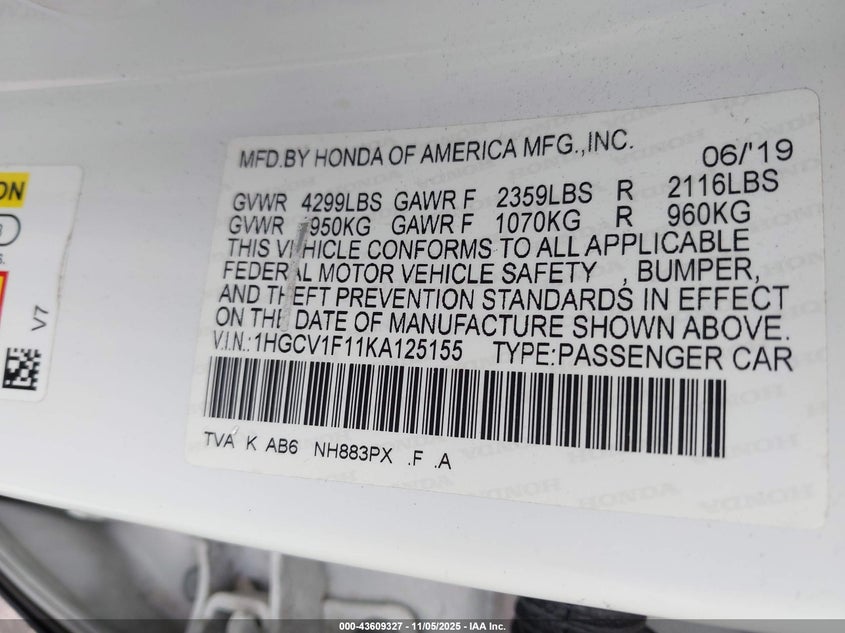 MFD.BY HONDA OF AMERICA MFG.,INC. 06/'19
GVWR 4299LBS GAWR F 2359LBS R 2116LBS
GVWR 1950KG GAWR F 1070KG R 960KG
THIS VEHICLE CONFORMS TO ALL APPLICABLE
FEDERAL MOTOR VEHICLE SAFETY , BUMPER,
AND THEFT PREVENTION STANDARDS IN EFFECT
ON THE DATE OF MANUFACTURE SHOWN ABOVE.
V.I.N.:1HGCV1F11KA125155 TYPE:PASSENGER CAR
TVA K AB6 NH883PX .F .A
ON
S.
V7
000-43609327 - 11/05/2025 - IAA Inc.